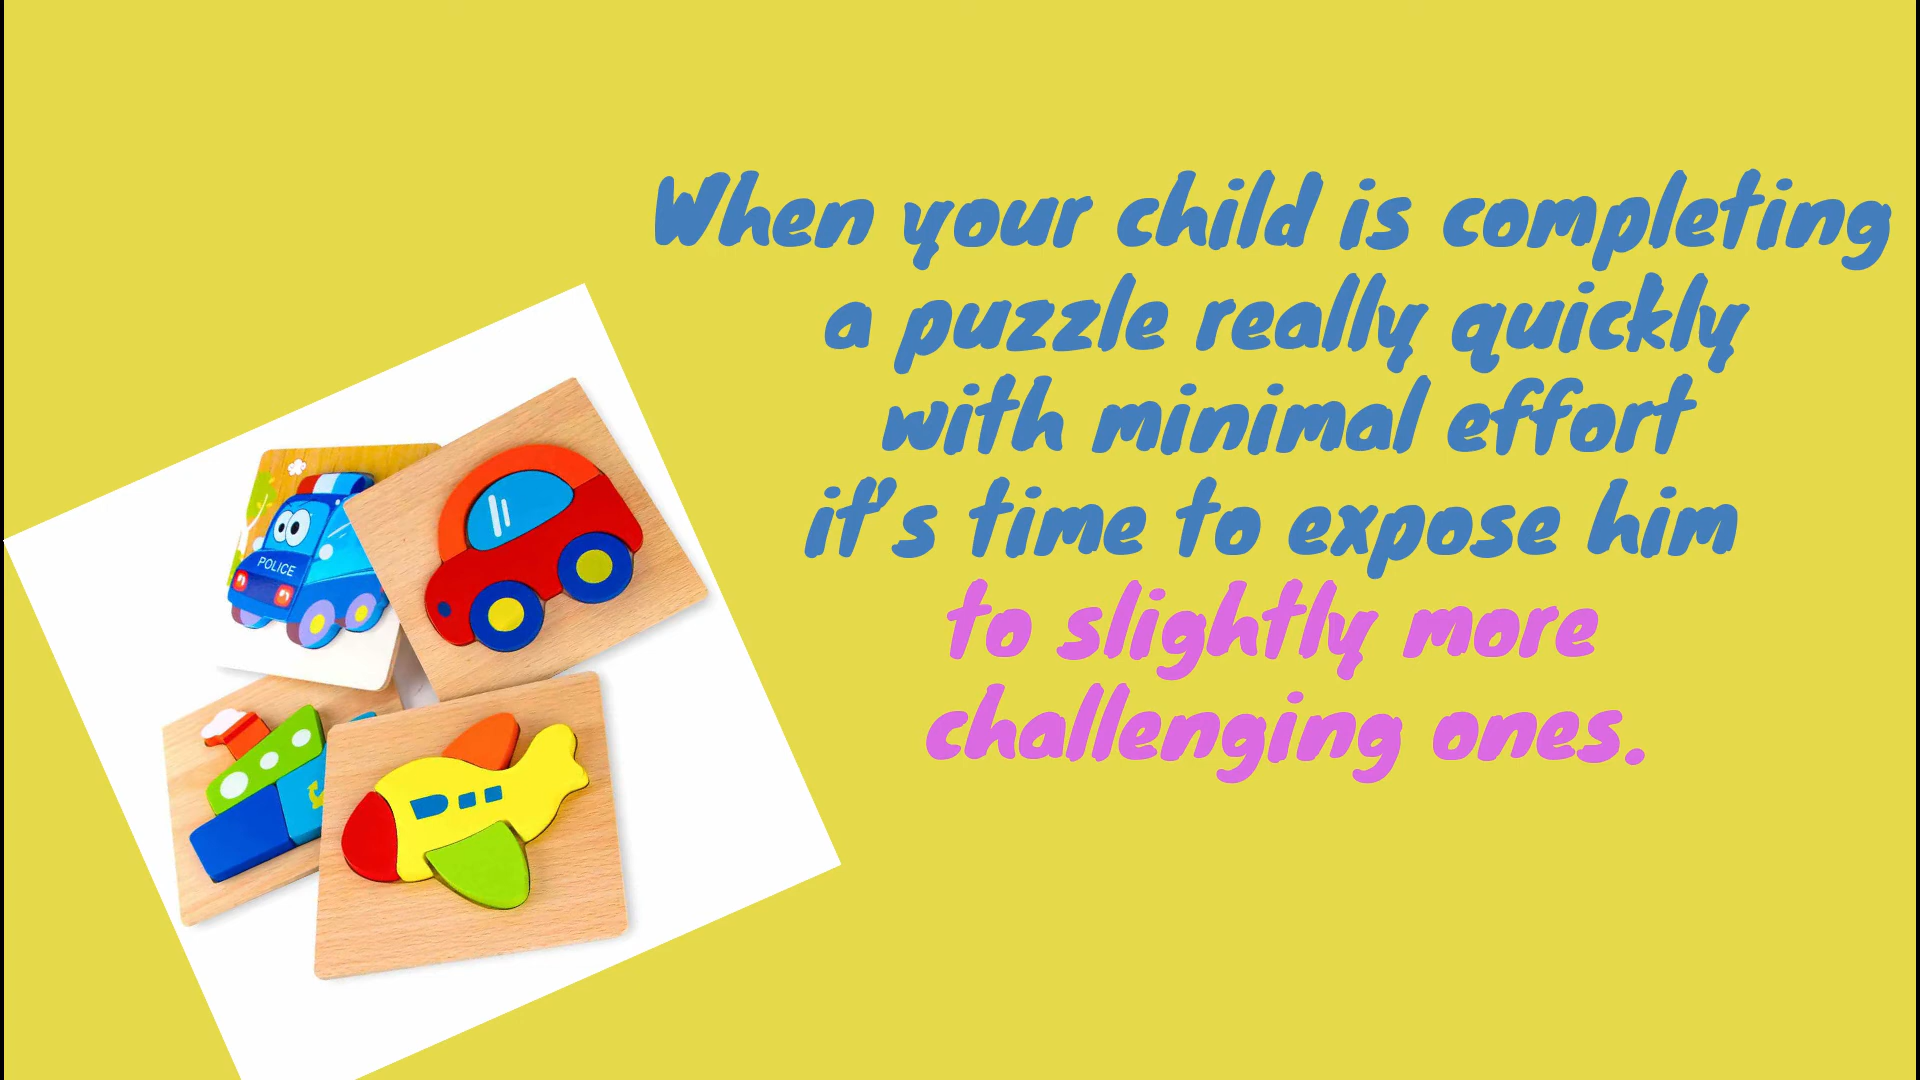 When your child is completing
a puzzle really quickly
with minimal effort
it's time to expose him
to slightly more
challenging ones.
POLICE